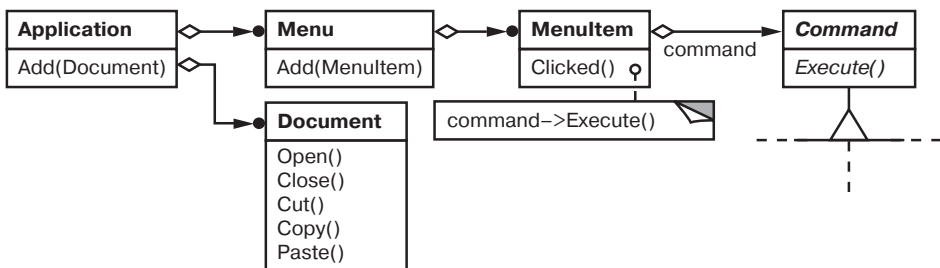 Application
Add(Document)
Menu
Add(MenuItem)
MenuItem
Clicked()
command
Command
Execute()
command–>Execute()
Document
Open()
Close()
Cut()
Copy()
Paste()